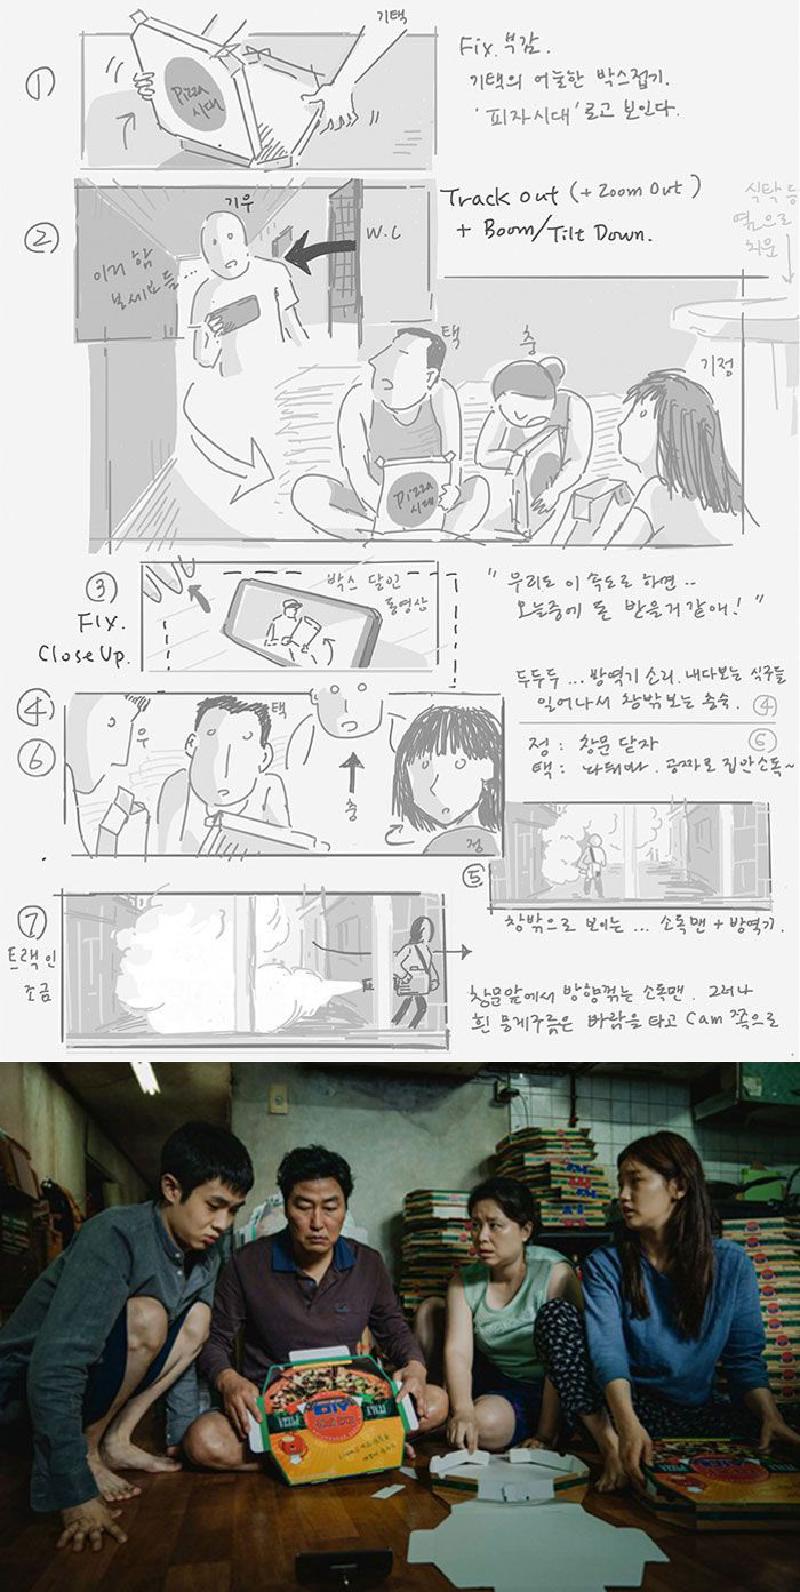 ①
기택
Pizza
시대
Fix. 부감.
기택의 어눌한 박스접기.
'피자시대' 로고 보인다.
②
기우
W.C
이거 함
보세요들...
Track out (+ Zoom Out)
+ Boom/Tilt Down.
식탁 등
옆으로
치움
택
충
기정
Pizza
시대
③
Fix.
Close Up.
박스 달인
동영상
" 우리도 이 속도로 하면..
오늘중에 돈 받을거 같애! "
두두두 ... 방역기 소리. 내다보는 식구들
일어나서 창밖 보는 충숙. ④
④
⑥
우
택
충
정
정 : 창문 닫자 ⑥
택 : 놔둬라. 공짜로 집안소독~
⑤
창밖으로 보이는 ... 소독맨 + 방역기.
⑦
트랙인
조금
창문앞에서 방향꺾는 소독맨. 그러나
흰 뭉게구름은 바람을 타고 Cam 쪽으로